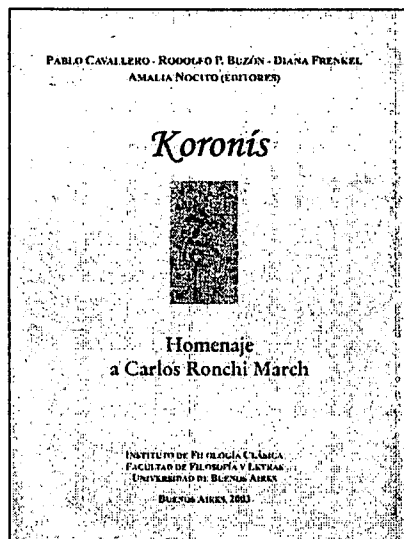 PABLO CAVALLERO - RODOLFO P. BUZÓN - DIANA FRENKEL
AMALIA NOCITO (EDITORES)
Koronís
Homenaje
a Carlos Ronchi March
INSTITUTO DE FILOLOGÍA CLÁSICA
FACULTAD DE FILOSOFÍA Y LETRAS
UNIVERSIDAD DE BUENOS AIRES
BUENOS AIRES, 2003